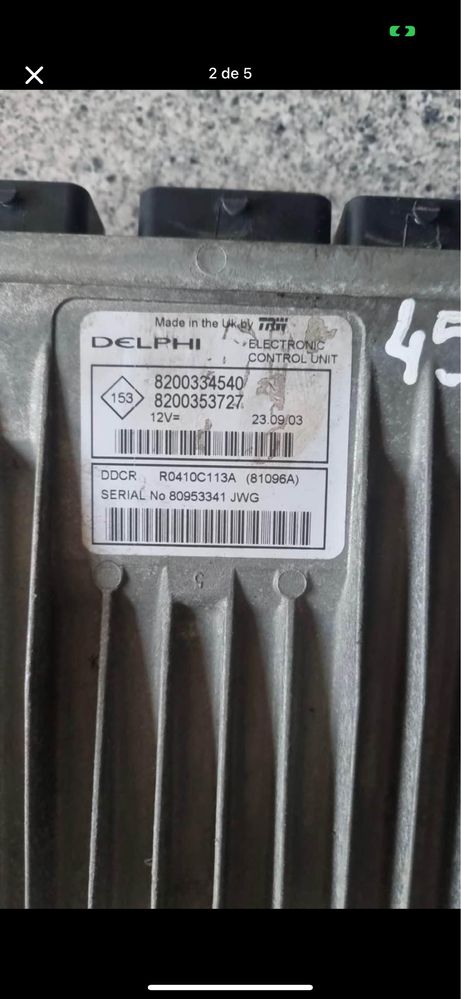 2 de 5
Made in the Uk by TRW
DELPHI
ELECTRONIC
CONTROL UNIT
153
8200334540
8200353727
12V=
23.09/03
DDCR R0410C113A (81096A)
SERIAL No 80953341 JWG
45
5